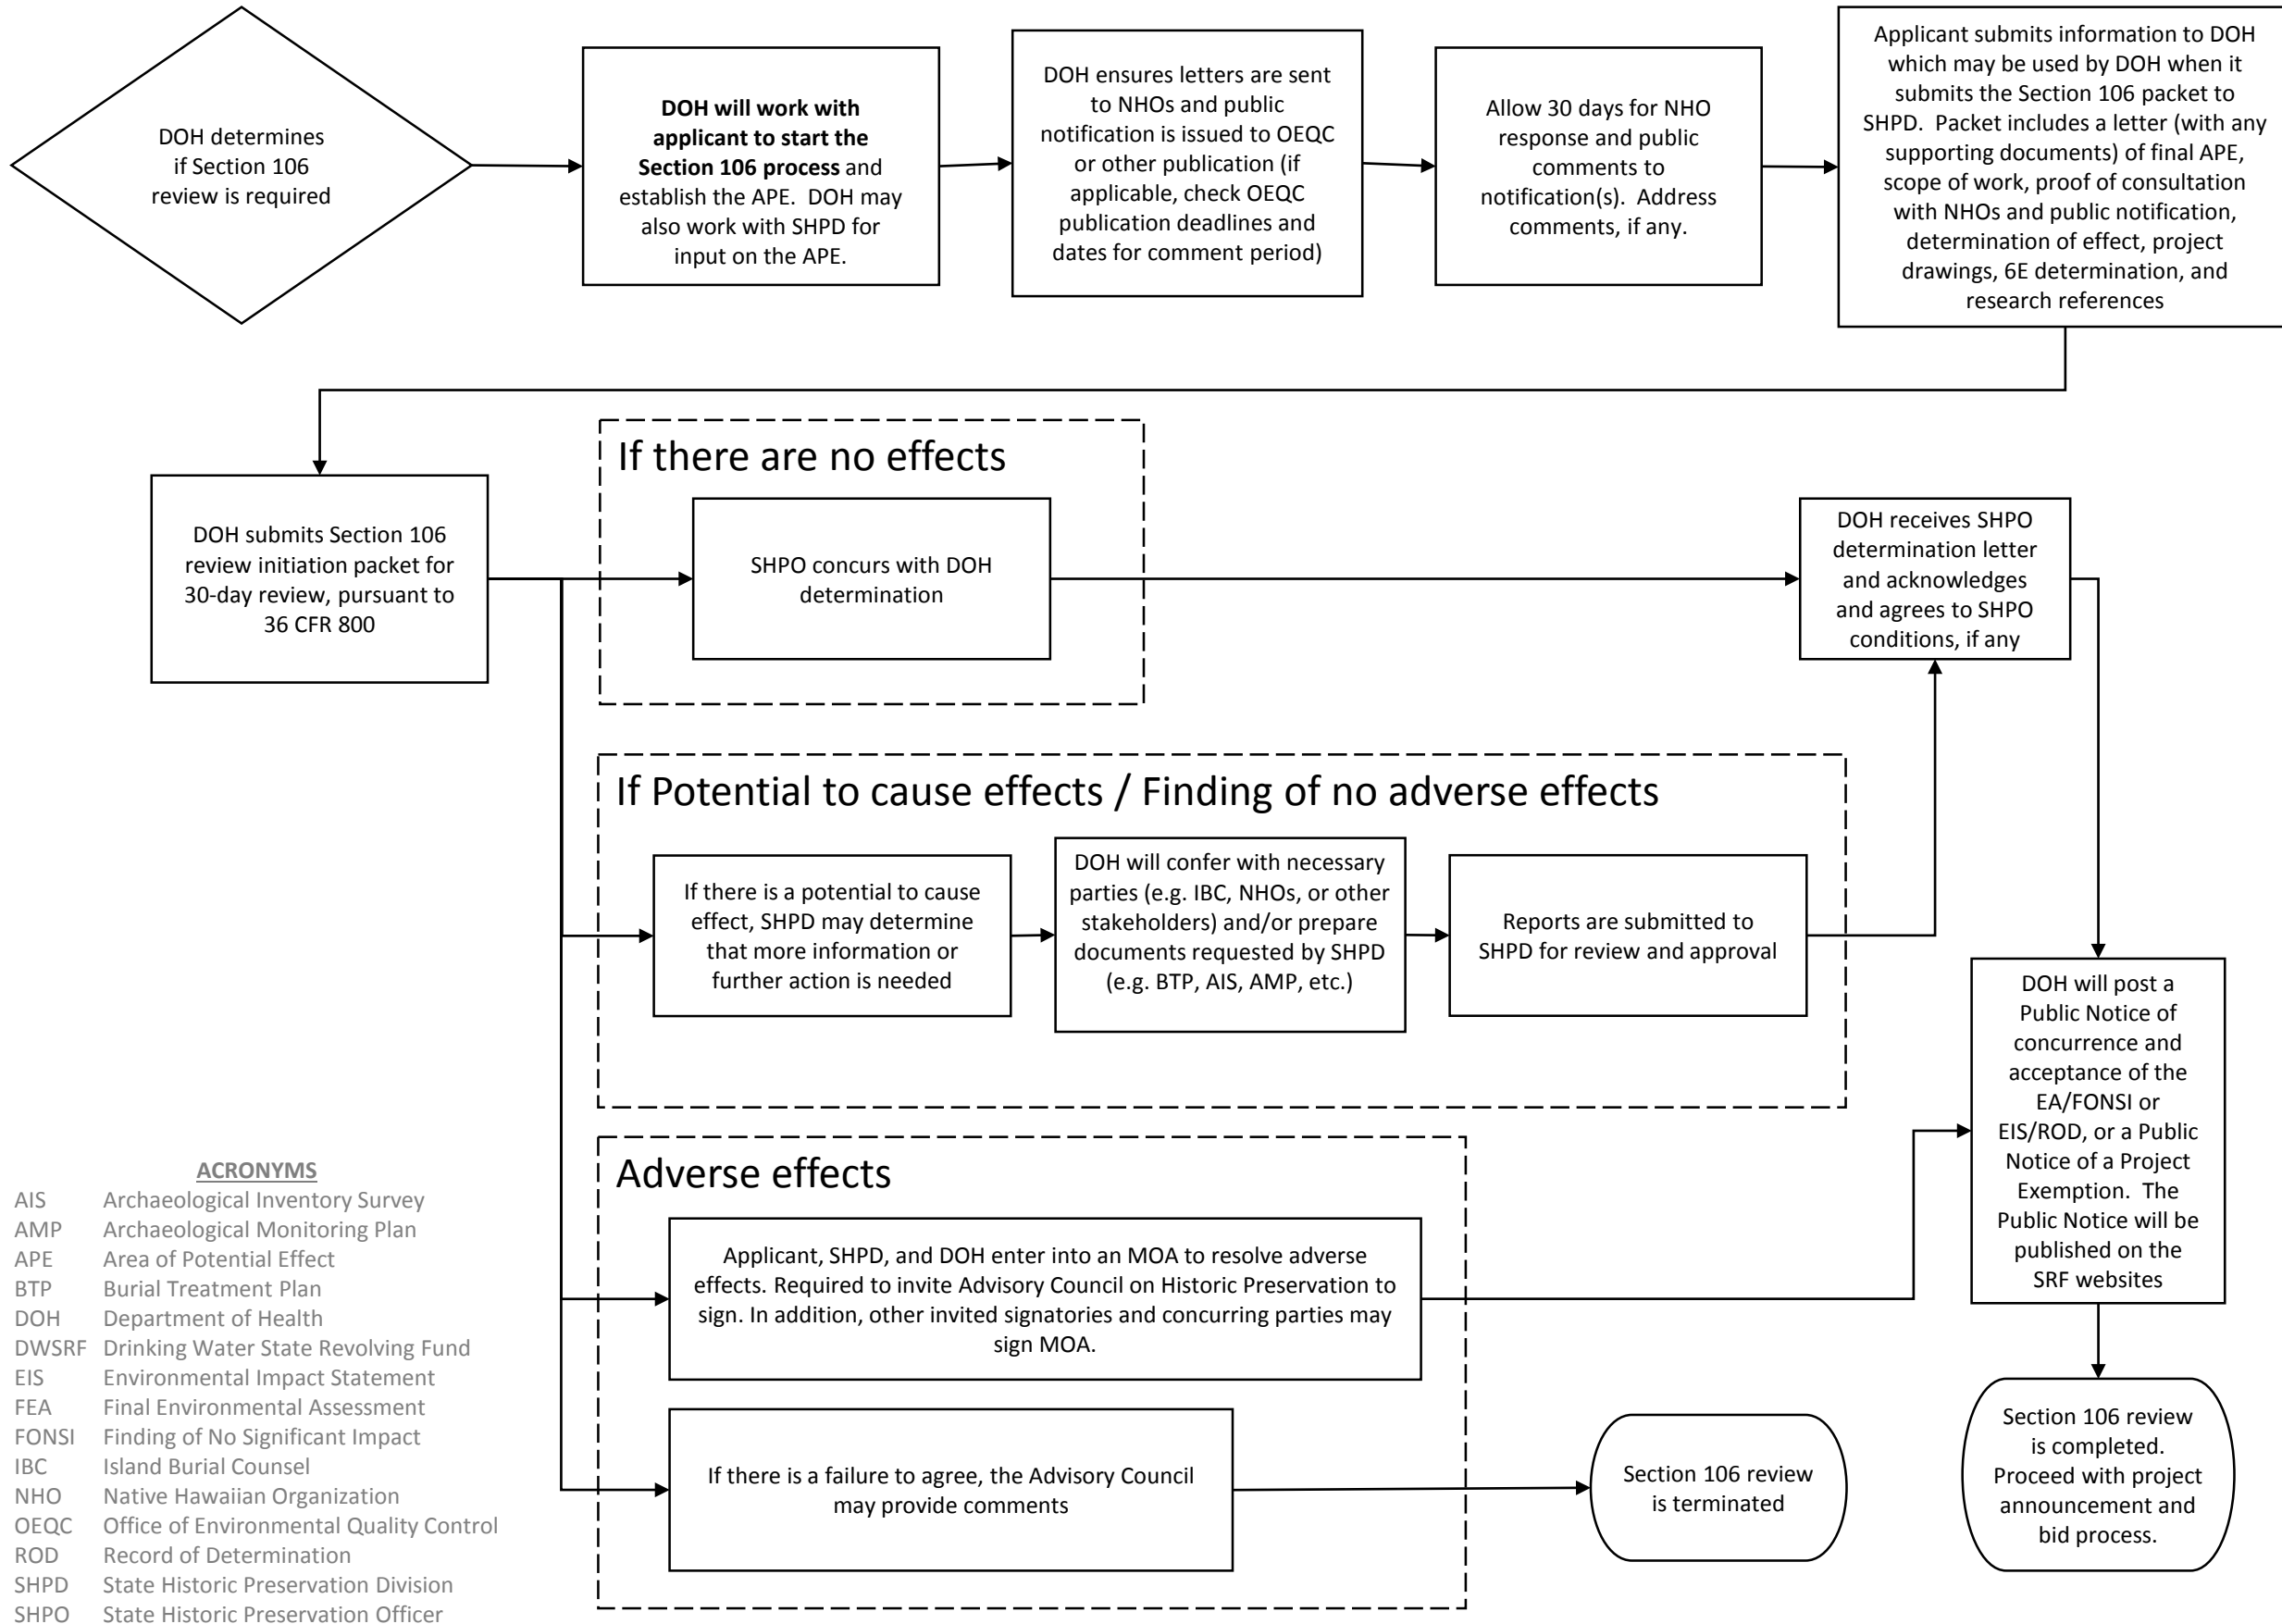 DOH determines
if Section 106
review is required
DOH will work with
applicant to start the
Section 106 process and
establish the APE.  DOH may
also work with SHPD for
input on the APE.
DOH ensures letters are sent
to NHOs and public
notification is issued to OEQC
or other publication (if
applicable, check OEQC
publication deadlines and
dates for comment period)
Allow 30 days for NHO
response and public
comments to
notification(s).  Address
comments, if any.
Applicant submits information to DOH
which may be used by DOH when it
submits the Section 106 packet to
SHPD.  Packet includes a letter (with any
supporting documents) of final APE,
scope of work, proof of consultation
with NHOs and public notification,
determination of effect, project
drawings, 6E determination, and
research references
DOH submits Section 106
review initiation packet for
30-day review, pursuant to
36 CFR 800
If there are no effects
SHPO concurs with DOH
determination
DOH receives SHPO
determination letter
and acknowledges
and agrees to SHPO
conditions, if any
If Potential to cause effects / Finding of no adverse effects
If there is a potential to cause
effect, SHPD may determine
that more information or
further action is needed
DOH will confer with necessary
parties (e.g. IBC, NHOs, or other
stakeholders) and/or prepare
documents requested by SHPD
(e.g. BTP, AIS, AMP, etc.)
Reports are submitted to
SHPD for review and approval
DOH will post a
Public Notice of
concurrence and
acceptance of the
EA/FONSI or
EIS/ROD, or a Public
Notice of a Project
Exemption.  The
Public Notice will be
published on the
SRF websites
Adverse effects
Applicant, SHPD, and DOH enter into an MOA to resolve adverse
effects. Required to invite Advisory Council on Historic Preservation to
sign. In addition, other invited signatories and concurring parties may
sign MOA.
If there is a failure to agree, the Advisory Council
may provide comments
Section 106 review
is terminated
Section 106 review
is completed.
Proceed with project
announcement and
bid process.
ACRONYMS
AIS Archaeological Inventory Survey
AMP Archaeological Monitoring Plan
APE Area of Potential Effect
BTP Burial Treatment Plan
DOH Department of Health
DWSRF Drinking Water State Revolving Fund
EIS Environmental Impact Statement
FEA Final Environmental Assessment
FONSI Finding of No Significant Impact
IBC Island Burial Counsel
NHO Native Hawaiian Organization
OEQC Office of Environmental Quality Control
ROD Record of Determination
SHPD State Historic Preservation Division
SHPO State Historic Preservation Officer